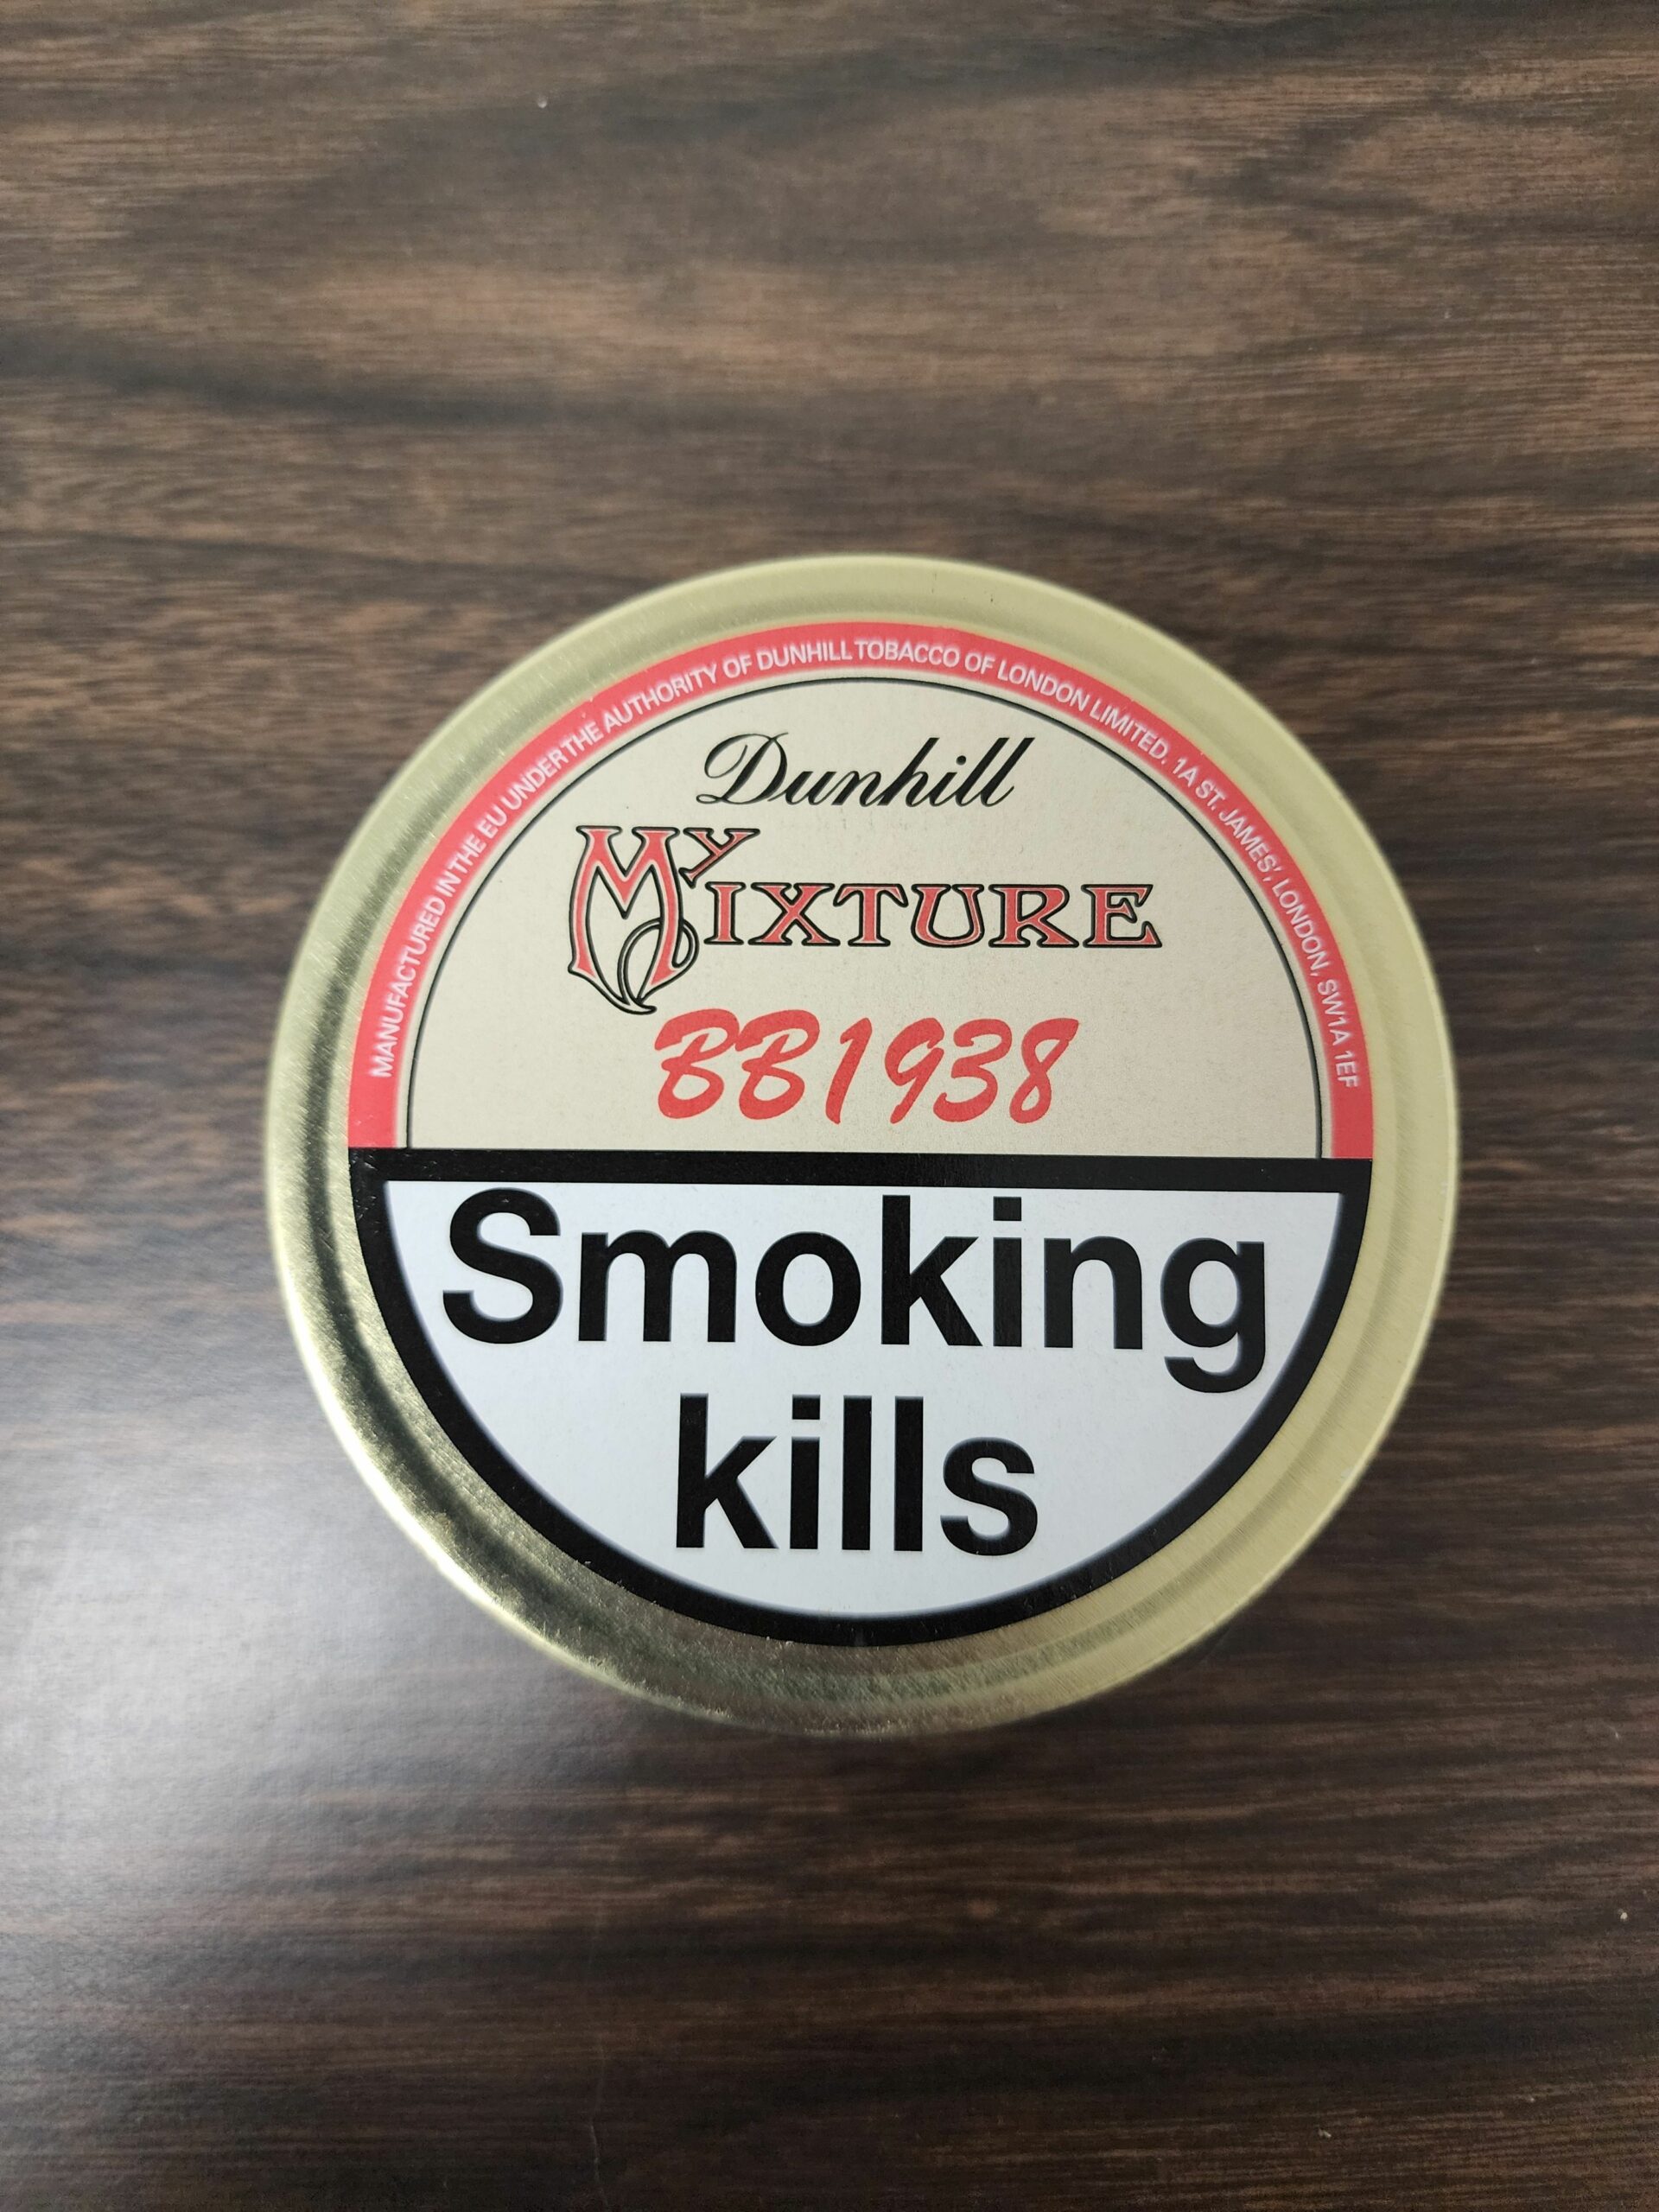 MANUFACTURED IN THE EU UNDER THE AUTHORITY OF DUNHILL TOBACCO OF LONDON LIMITED. 1A ST. JAMES', LONDON, SW1A 1EF
Dunhill
My MIXTURE
BB1938
Smoking
kills